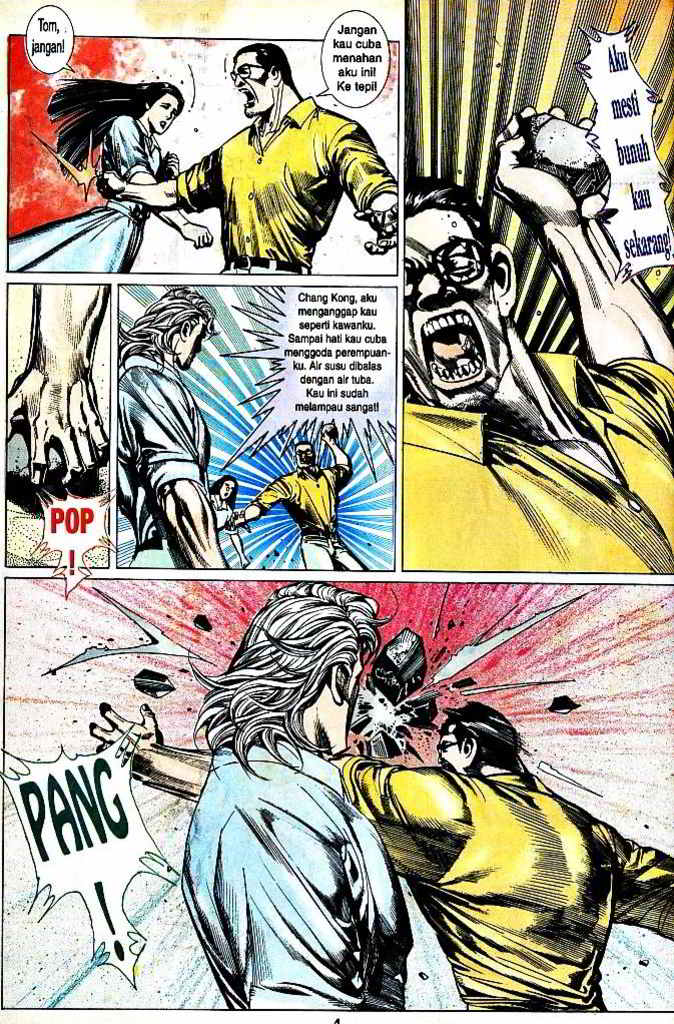 Tom,
jangan!
Jangan
kau cuba
menahan
aku ini!
Ke tepi!
Aku
mesti
bunuh
kau
sekarang!
POP
!
Chang Kong, aku
menganggap kau
seperti kawanku.
Sampai hati kau cuba
menggoda perempuan-
ku. Air susu dibalas
dengan air tuba.
Kau ini sudah
melampau sangat!
PANG
!